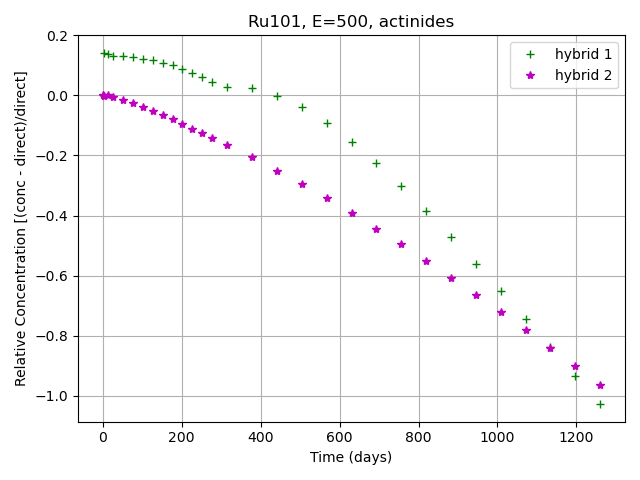 Ru101, E=500, actinides
hybrid 1
hybrid 2
Relative Concentration [(conc - direct)/direct]
0.2
0.0
−0.2
−0.4
−0.6
−0.8
−1.0
0 200 400 600 800 1000 1200
Time (days)